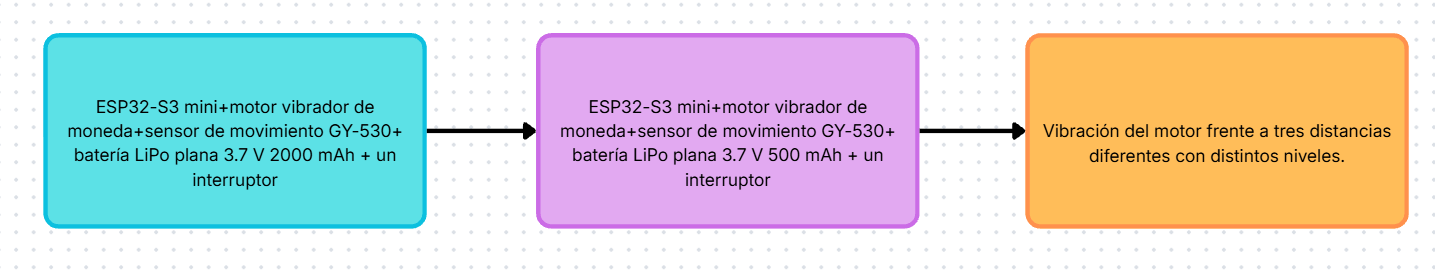 ESP32-S3 mini+motor vibrador de
moneda+sensor de movimiento GY-530+
batería LiPo plana 3.7 V 2000 mAh + un
interruptor
ESP32-S3 mini+motor vibrador de
moneda+sensor de movimiento GY-530+
batería LiPo plana 3.7 V 500 mAh + un
interruptor
Vibración del motor frente a tres distancias
diferentes con distintos niveles.